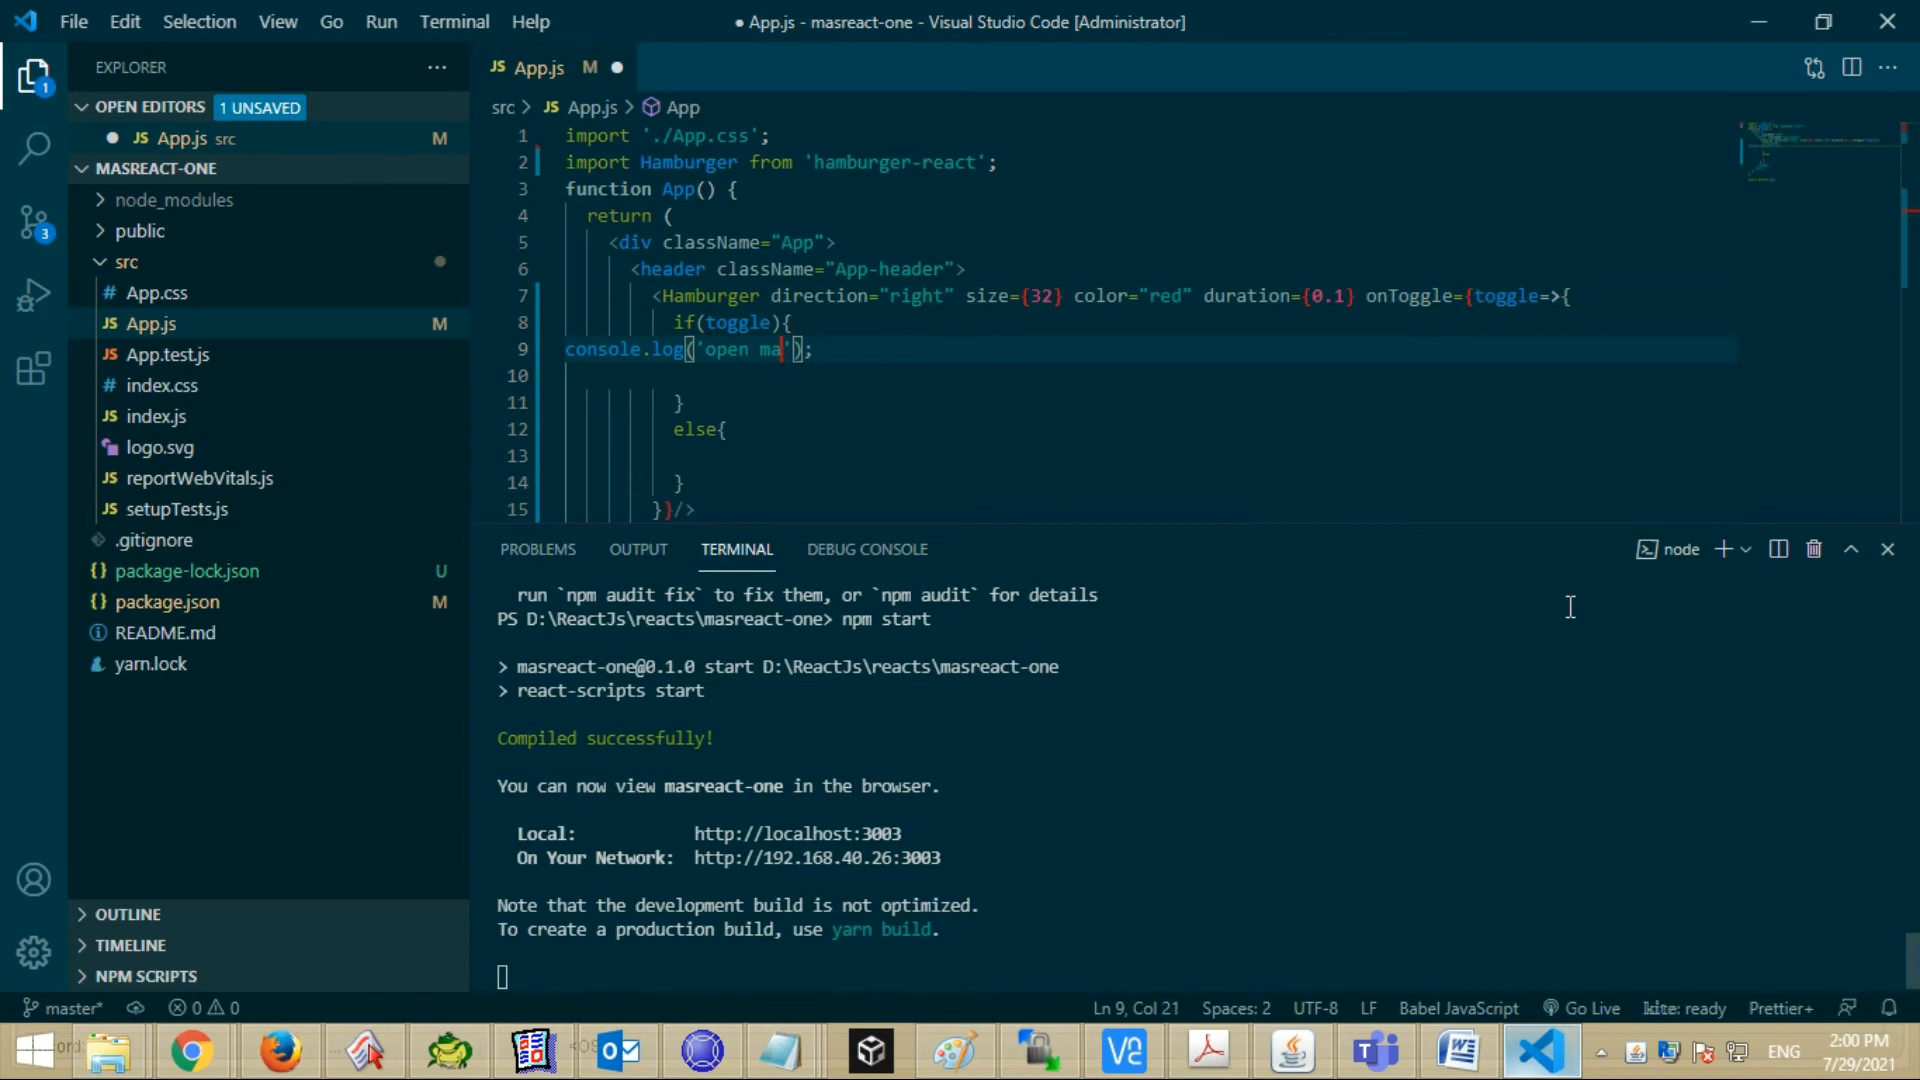 File Edit Selection View Go Run Terminal Help
● App.js - masreact-one - Visual Studio Code [Administrator]
EXPLORER
OPEN EDITORS 1 UNSAVED
JS App.js src M
MASREACT-ONE
node_modules
public
src
# App.css
JS App.js M
JS App.test.js
# index.css
JS index.js
logo.svg
JS reportWebVitals.js
JS setupTests.js
.gitignore
{} package-lock.json U
{} package.json M
README.md
yarn.lock
OUTLINE
TIMELINE
NPM SCRIPTS
1
3
JS App.js M
src > JS App.js > App
1 import './App.css';
2 import Hamburger from 'hamburger-react';
3 function App() {
4 return (
5 <div className="App">
6 <header className="App-header">
7 <Hamburger direction="right" size={32} color="red" duration={0.1} onToggle={toggle=>{
8 if(toggle){
9 console.log('open ma');
10
11 }
12 else{
13
14 }
15 }}/>
PROBLEMS OUTPUT TERMINAL DEBUG CONSOLE
node
run `npm audit fix` to fix them, or `npm audit` for details
PS D:\ReactJs\reacts\masreact-one> npm start
> masreact-one@0.1.0 start D:\ReactJs\reacts\masreact-one
> react-scripts start
Compiled successfully!
You can now view masreact-one in the browser.
Local: http://localhost:3003
On Your Network: http://192.168.40.26:3003
Note that the development build is not optimized.
To create a production build, use yarn build.
master* 0 0
Ln 9, Col 21 Spaces: 2 UTF-8 LF Babel JavaScript Go Live kite: ready Prettier+
ENG
2:00 PM
7/29/2021